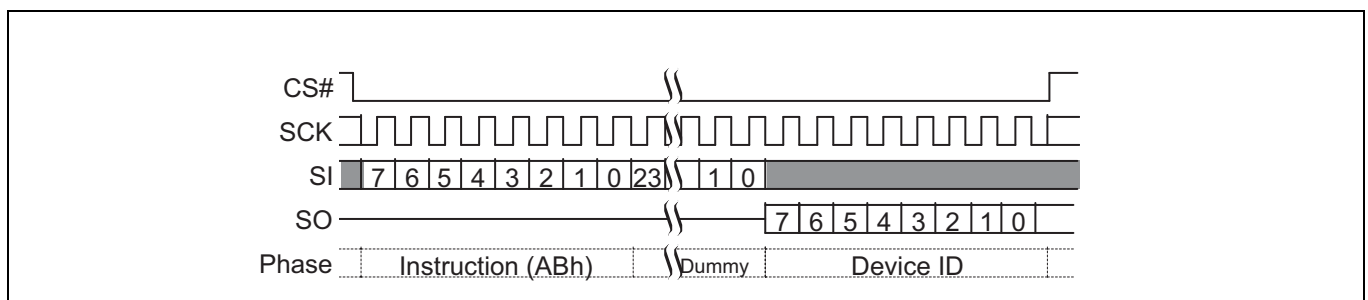 CS#
SCK
SI 7 6 5 4 3 2 1 0 23 1 0
SO 7 6 5 4 3 2 1 0
Phase Instruction (ABh) Dummy Device ID